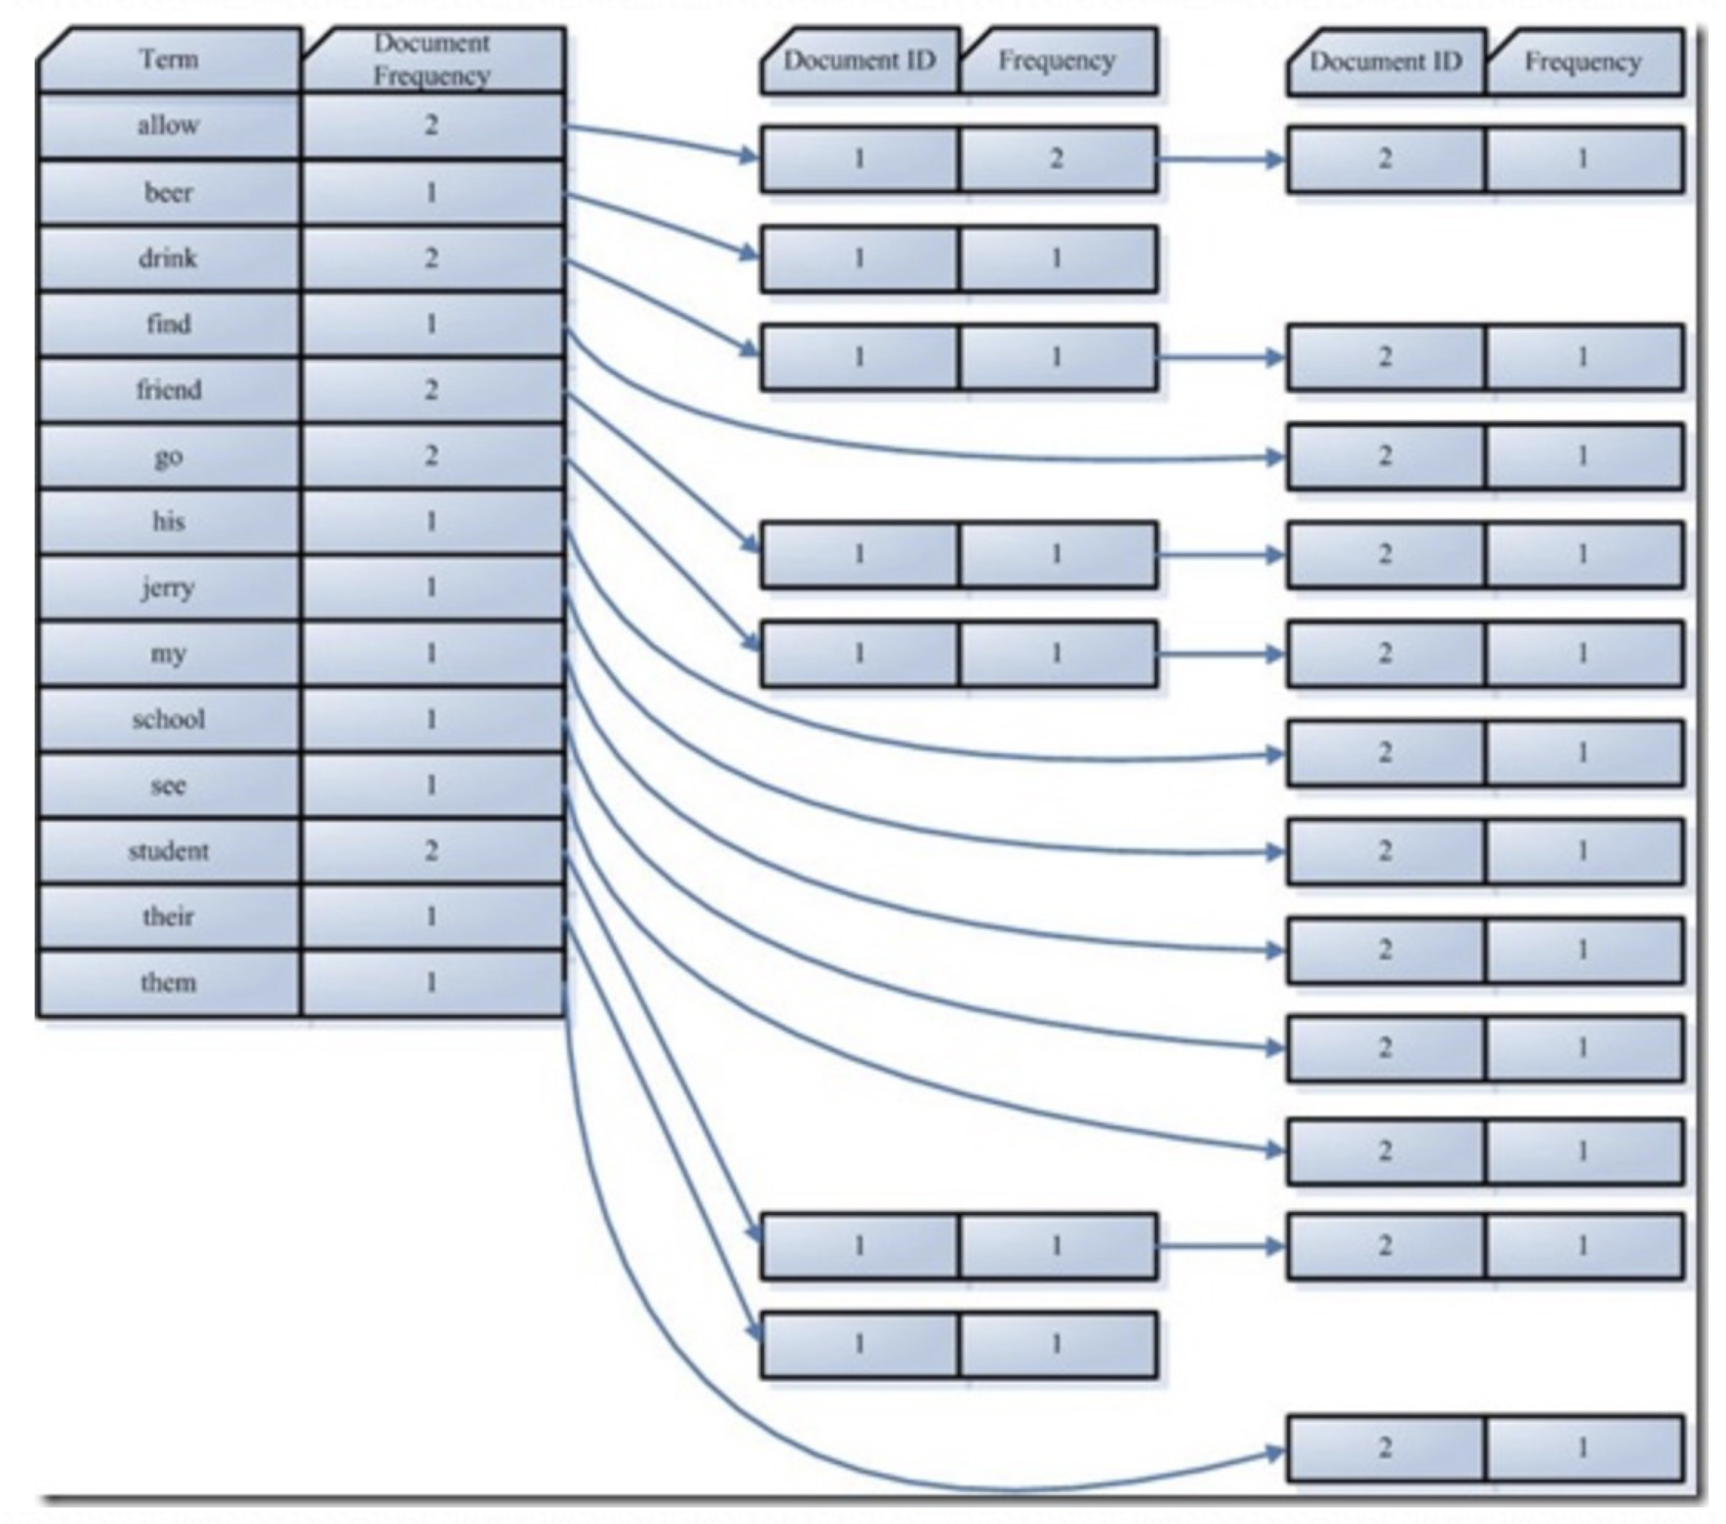 Term Document Frequency Document ID Frequency Document ID Frequency
allow 2 1 2 2 1
beer 1 1 1
drink 2 1 1 2 1
find 1 2 1
friend 2 1 1 2 1
go 2 1 1 2 1
his 1 2 1
jerry 1 2 1
my 1 2 1
school 1 2 1
see 1 2 1
student 2 1 1 2 1
their 1 1 1
them 1 2 1